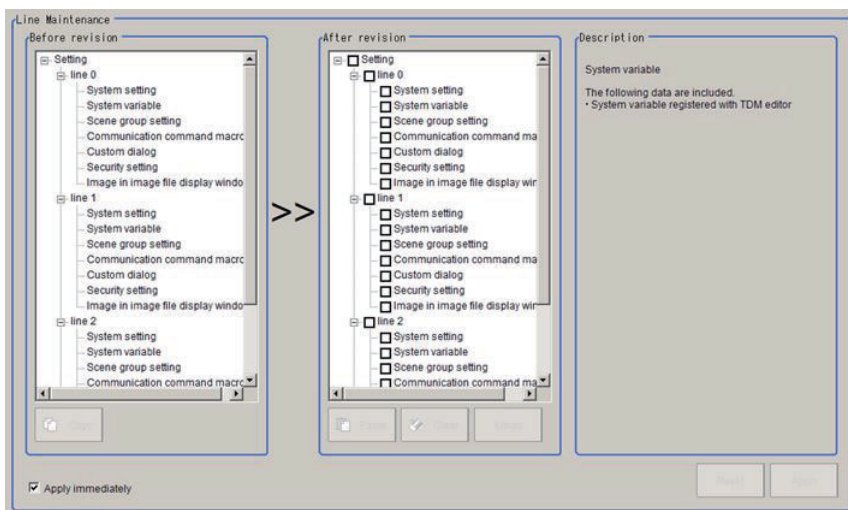 Line Maintenance
Before revision
Setting
line 0
System setting
System variable
Scene group setting
Communication command macro
Custom dialog
Security setting
Image in image file display windo
line 1
System setting
System variable
Scene group setting
Communication command macro
Custom dialog
Security setting
Image in image file display windo
line 2
System setting
System variable
Scene group setting
Communication command macro
Copy
>>
After revision
Setting
line 0
System setting
System variable
Scene group setting
Communication command ma
Custom dialog
Security setting
Image in image file display wir
line 1
System setting
System variable
Scene group setting
Communication command ma
Custom dialog
Security setting
Image in image file display wir
line 2
System setting
System variable
Scene group setting
Communication command ma
Description
System variable
The following data are included.
・System variable registered with TDM editor
Apply immediately